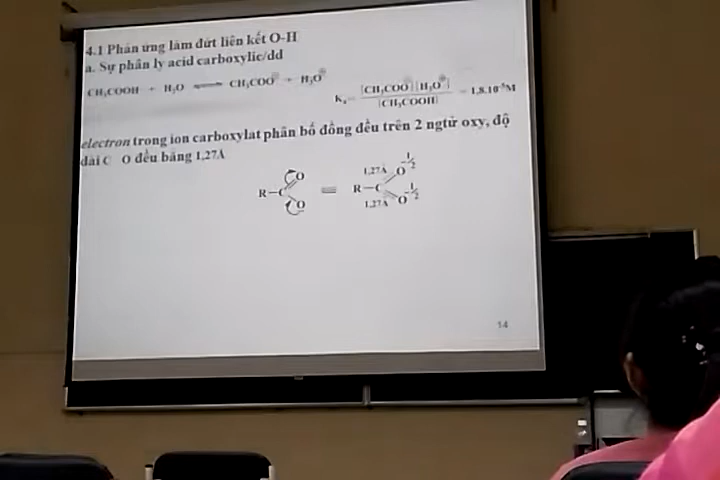 4.1 Phản ứng làm đứt liên kết O-H
a. Sự phân ly acid carboxylic/dd
CH₃COOH + H₂O ⇌ CH₃COO⊖ + H₃O⊕
Kₐ = [CH₃COO⊖][H₃O⊕] / [CH₃COOH] = 1,8.10⁻⁵M
electron trong ion carboxylat phân bố đồng đều trên 2 ngtử oxy, độ
dài C O đều bằng 1,27A
R–C O O ≡ R–C 1,27A O -1/2 1,27A O -1/2
14